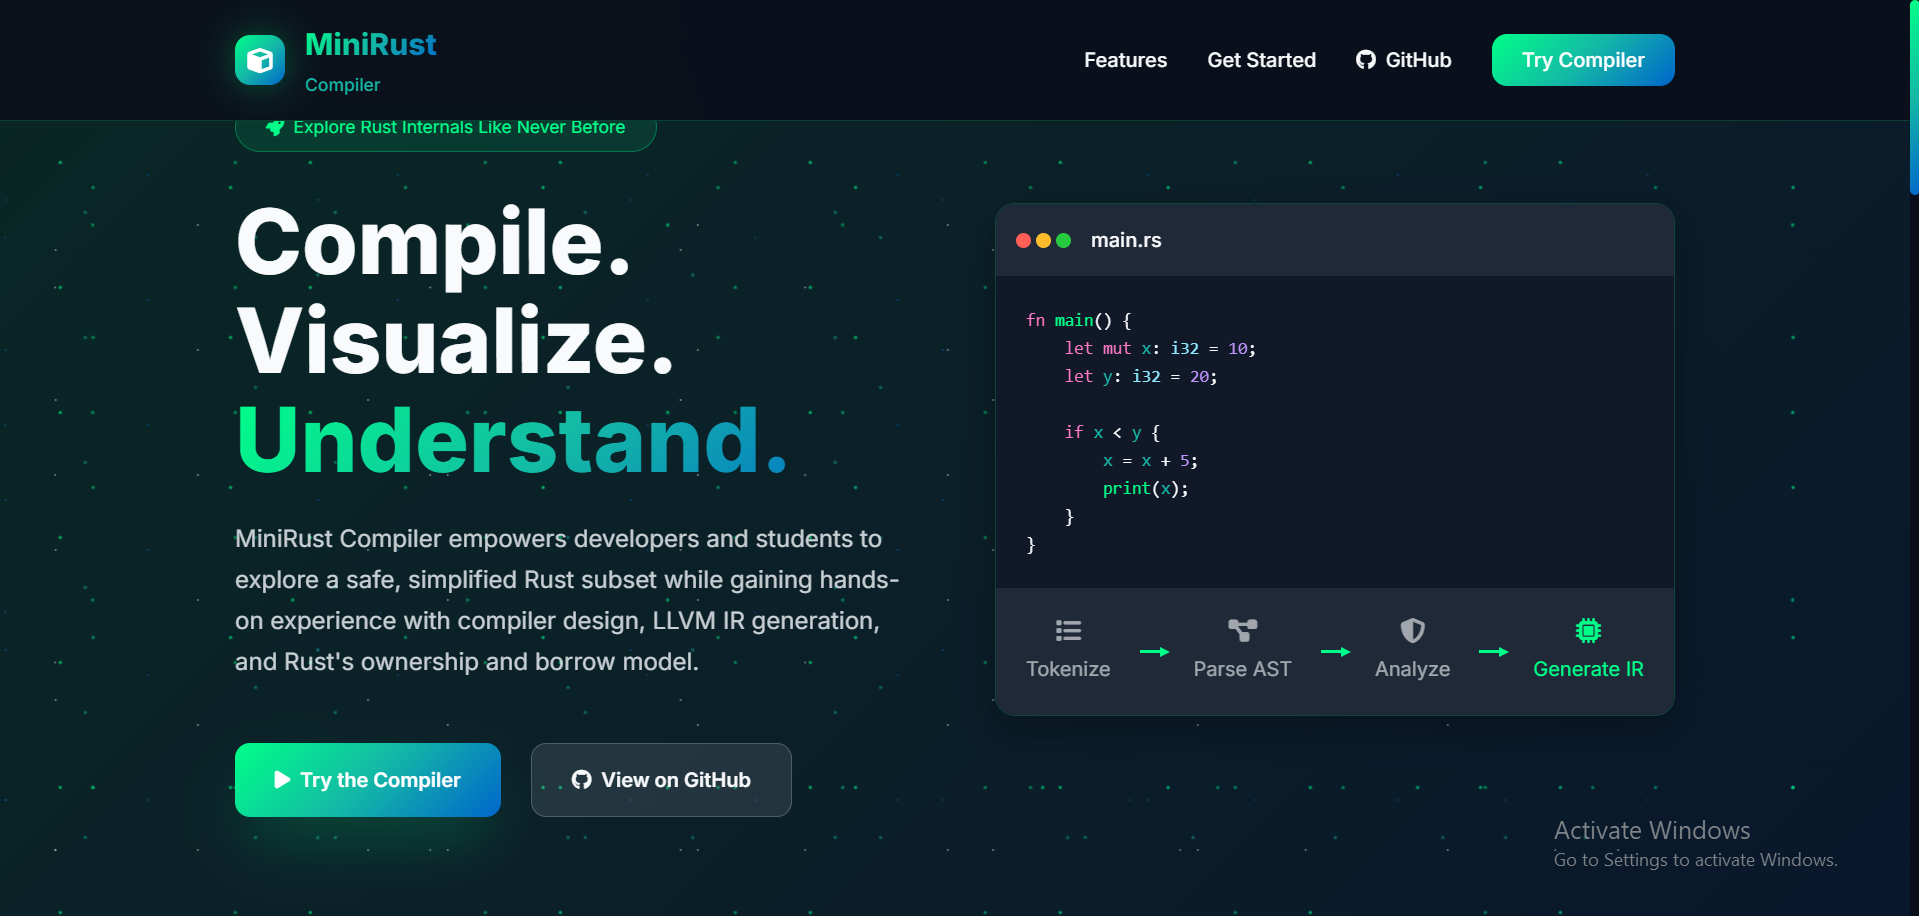 MiniRust
Compiler
Features
Get Started
GitHub
Try Compiler
Explore Rust Internals Like Never Before
Compile.
Visualize.
Understand.
MiniRust Compiler empowers developers and students to
explore a safe, simplified Rust subset while gaining hands-
on experience with compiler design, LLVM IR generation,
and Rust's ownership and borrow model.
Try the Compiler
View on GitHub
main.rs
fn main() {
    let mut x: i32 = 10;
    let y: i32 = 20;

    if x < y {
        x = x + 5;
        print(x);
    }
}
Tokenize
Parse AST
Analyze
Generate IR
Activate Windows
Go to Settings to activate Windows.